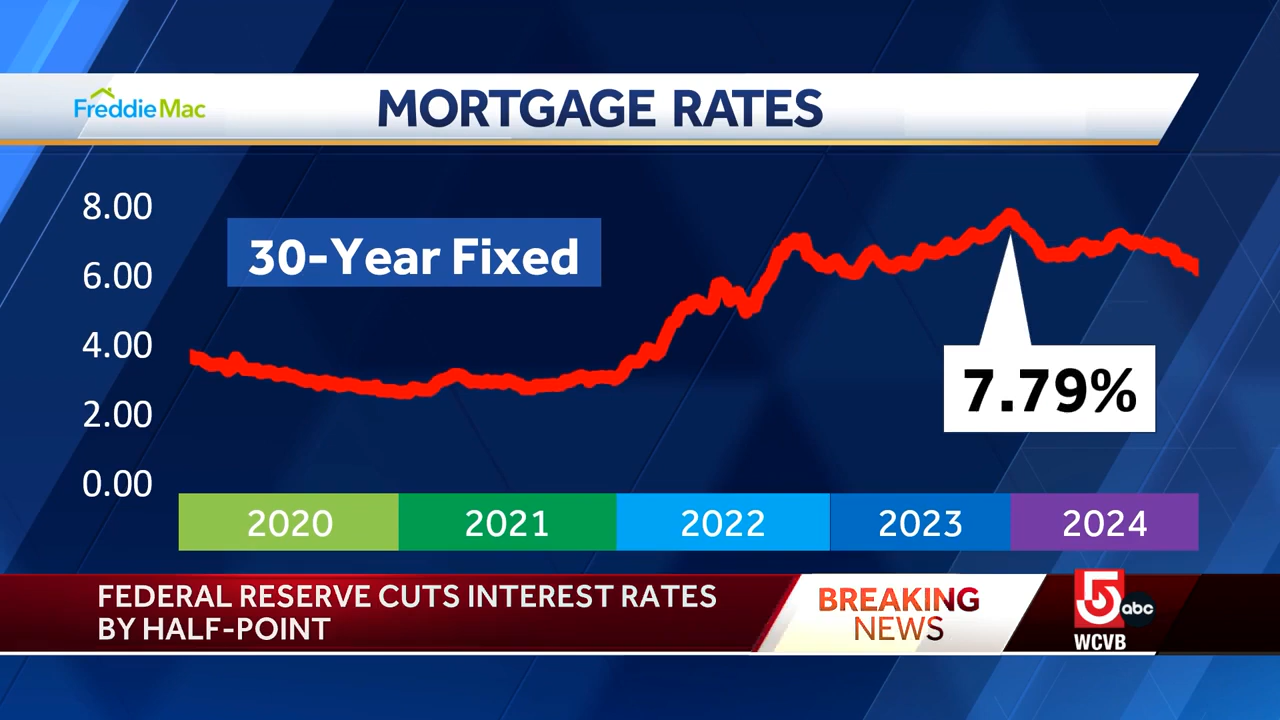 FreddieMac
MORTGAGE RATES
8.00
30-Year Fixed
6.00
4.00
7.79%
2.00
0.00
2020 2021 2022 2023 2024
FEDERAL RESERVE CUTS INTEREST RATES
BY HALF-POINT
BREAKING
NEWS
5 abc
WCVB